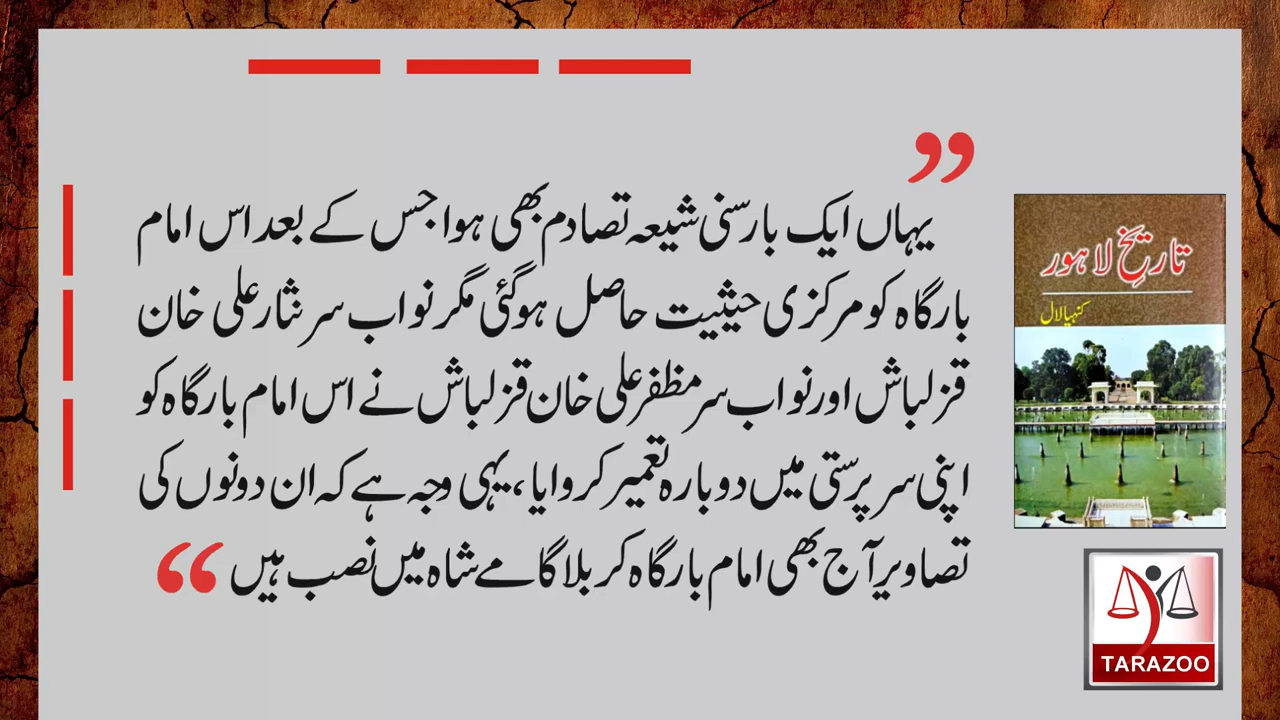 یہاں ایک بار سنی شیعہ تصادم بھی ہوا جس کے بعد اس امام
بارگاہ کو مرکزی حیثیت حاصل ہوگئی مگر نواب سر نثار علی خان
قزلباش اور نواب سر مظفر علی خان قزلباش نے اس امام بارگاہ کو
اپنی سرپرستی میں دوبارہ تعمیر کروایا، یہی وجہ ہے کہ ان دونوں کی
تصاویر آج بھی امام بارگاہ کربلا گامے شاہ میں نصب ہیں
تاریخ لاہور
کنہیا لال
TARAZOO